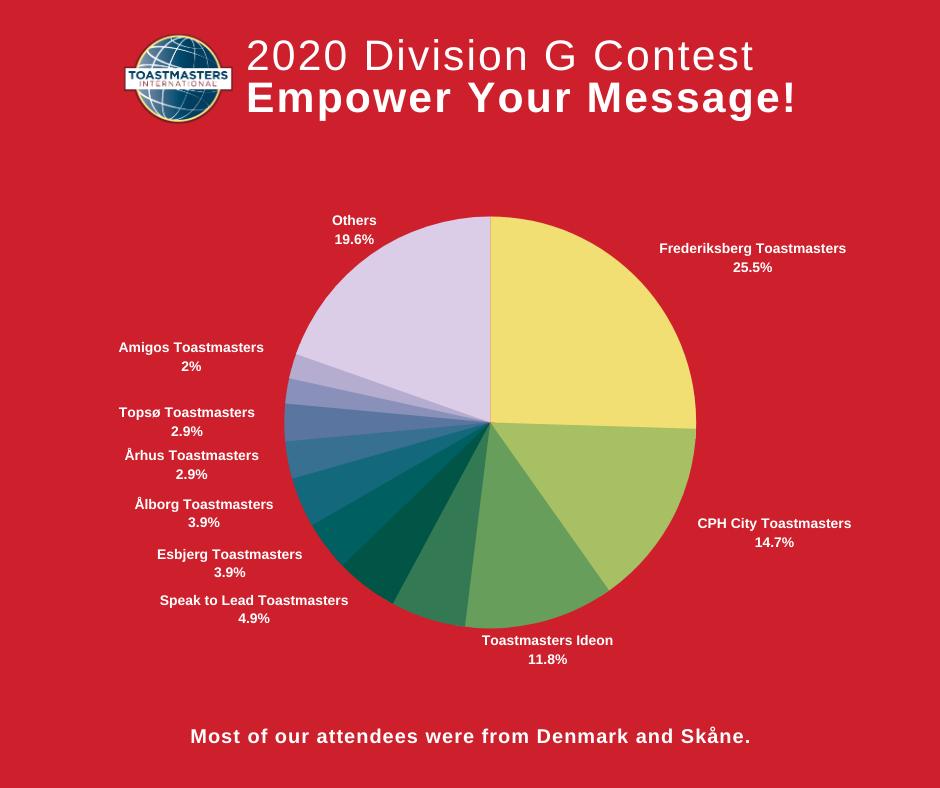 TOASTMASTERS
INTERNATIONAL
2020 Division G Contest
Empower Your Message!
Others
19.6%
Frederiksberg Toastmasters
25.5%
Amigos Toastmasters
2%
Topsø Toastmasters
2.9%
Århus Toastmasters
2.9%
Ålborg Toastmasters
3.9%
CPH City Toastmasters
14.7%
Esbjerg Toastmasters
3.9%
Speak to Lead Toastmasters
4.9%
Toastmasters Ideon
11.8%
Most of our attendees were from Denmark and Skåne.